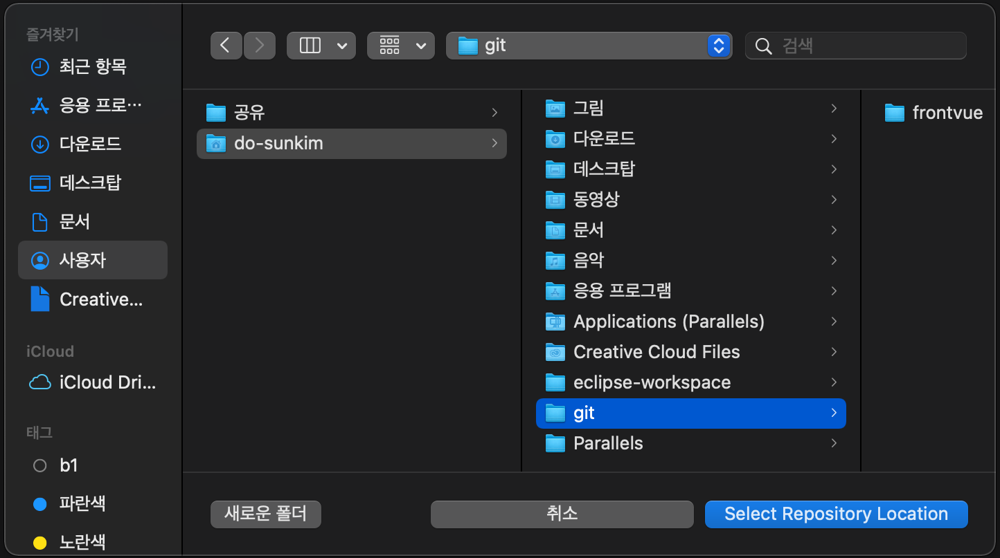 즐겨찾기
최근 항목
응용 프로…
다운로드
데스크탑
문서
사용자
Creative...
iCloud
iCloud Dri...
태그
b1
파란색
노란색
git
검색
공유
do-sunkim
그림
다운로드
데스크탑
동영상
문서
음악
응용 프로그램
Applications (Parallels)
Creative Cloud Files
eclipse-workspace
git
Parallels
frontvue
새로운 폴더
취소
Select Repository Location